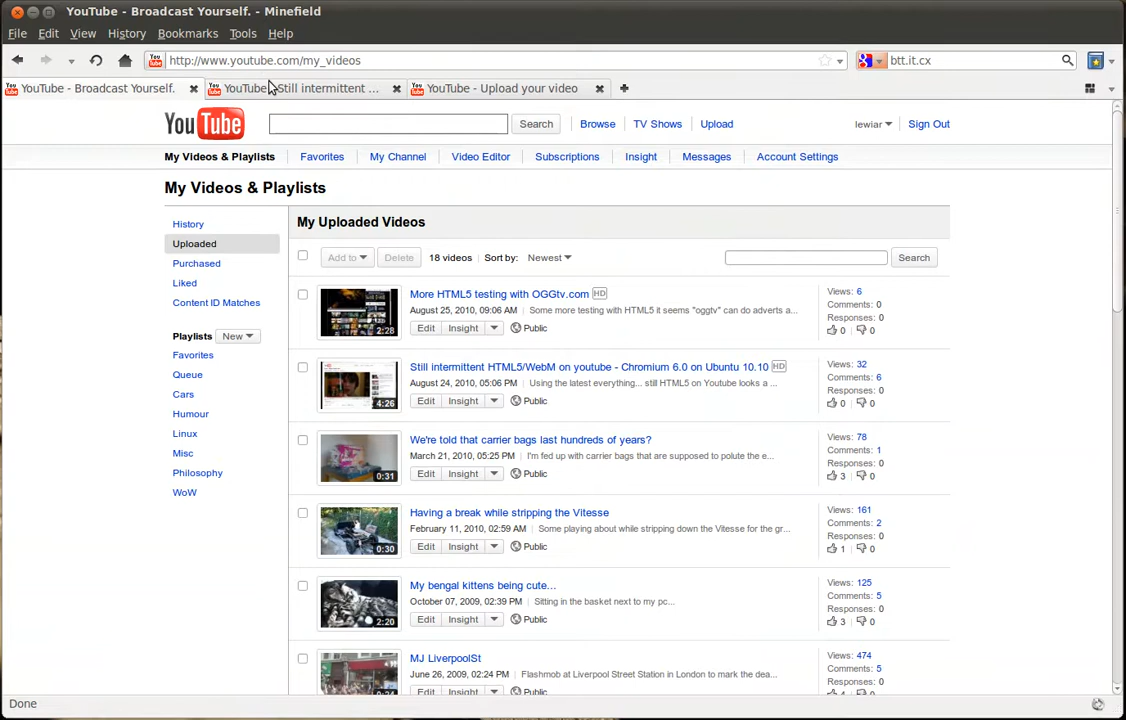 YouTube - Broadcast Yourself. - Minefield
File Edit View History Bookmarks Tools Help
You Tube http://www.youtube.com/my_videos btt.it.cx
YouTube - Broadcast Yourself. YouTube Still intermittent ... YouTube - Upload your video
You Tube Search Browse TV Shows Upload lewiar Sign Out
My Videos & Playlists Favorites My Channel Video Editor Subscriptions Insight Messages Account Settings
My Videos & Playlists
History
Uploaded
Purchased
Liked
Content ID Matches
Playlists New
Favorites
Queue
Cars
Humour
Linux
Misc
Philosophy
WoW
My Uploaded Videos
Add to Delete 18 videos Sort by: Newest Search
2:28
More HTML5 testing with OGGtv.com HD
August 25, 2010, 09:06 AM Some more testing with HTML5 it seems "oggtv" can do adverts a...
Edit Insight Public
Views: 6
Comments: 0
Responses: 0
0 0
4:26
Still intermittent HTML5/WebM on youtube - Chromium 6.0 on Ubuntu 10.10 HD
August 24, 2010, 05:06 PM Using the latest everything... still HTML5 on Youtube looks a ...
Edit Insight Public
Views: 32
Comments: 6
Responses: 0
0 0
0:31
We're told that carrier bags last hundreds of years?
March 21, 2010, 05:25 PM I'm fed up with carrier bags that are supposed to polute the e...
Edit Insight Public
Views: 78
Comments: 1
Responses: 0
3 0
0:30
Having a break while stripping the Vitesse
February 11, 2010, 02:59 AM Some playing about while stripping down the Vitesse for the gr...
Edit Insight Public
Views: 161
Comments: 2
Responses: 0
1 0
2:20
My bengal kittens being cute...
October 07, 2009, 02:39 PM Sitting in the basket next to my pc...
Edit Insight Public
Views: 125
Comments: 5
Responses: 0
3 0
MJ LiverpoolSt
June 26, 2009, 02:24 PM Flashmob at Liverpool Street Station in London to mark the dea...
Edit Insight Public
Views: 474
Comments: 5
Responses: 0
Done